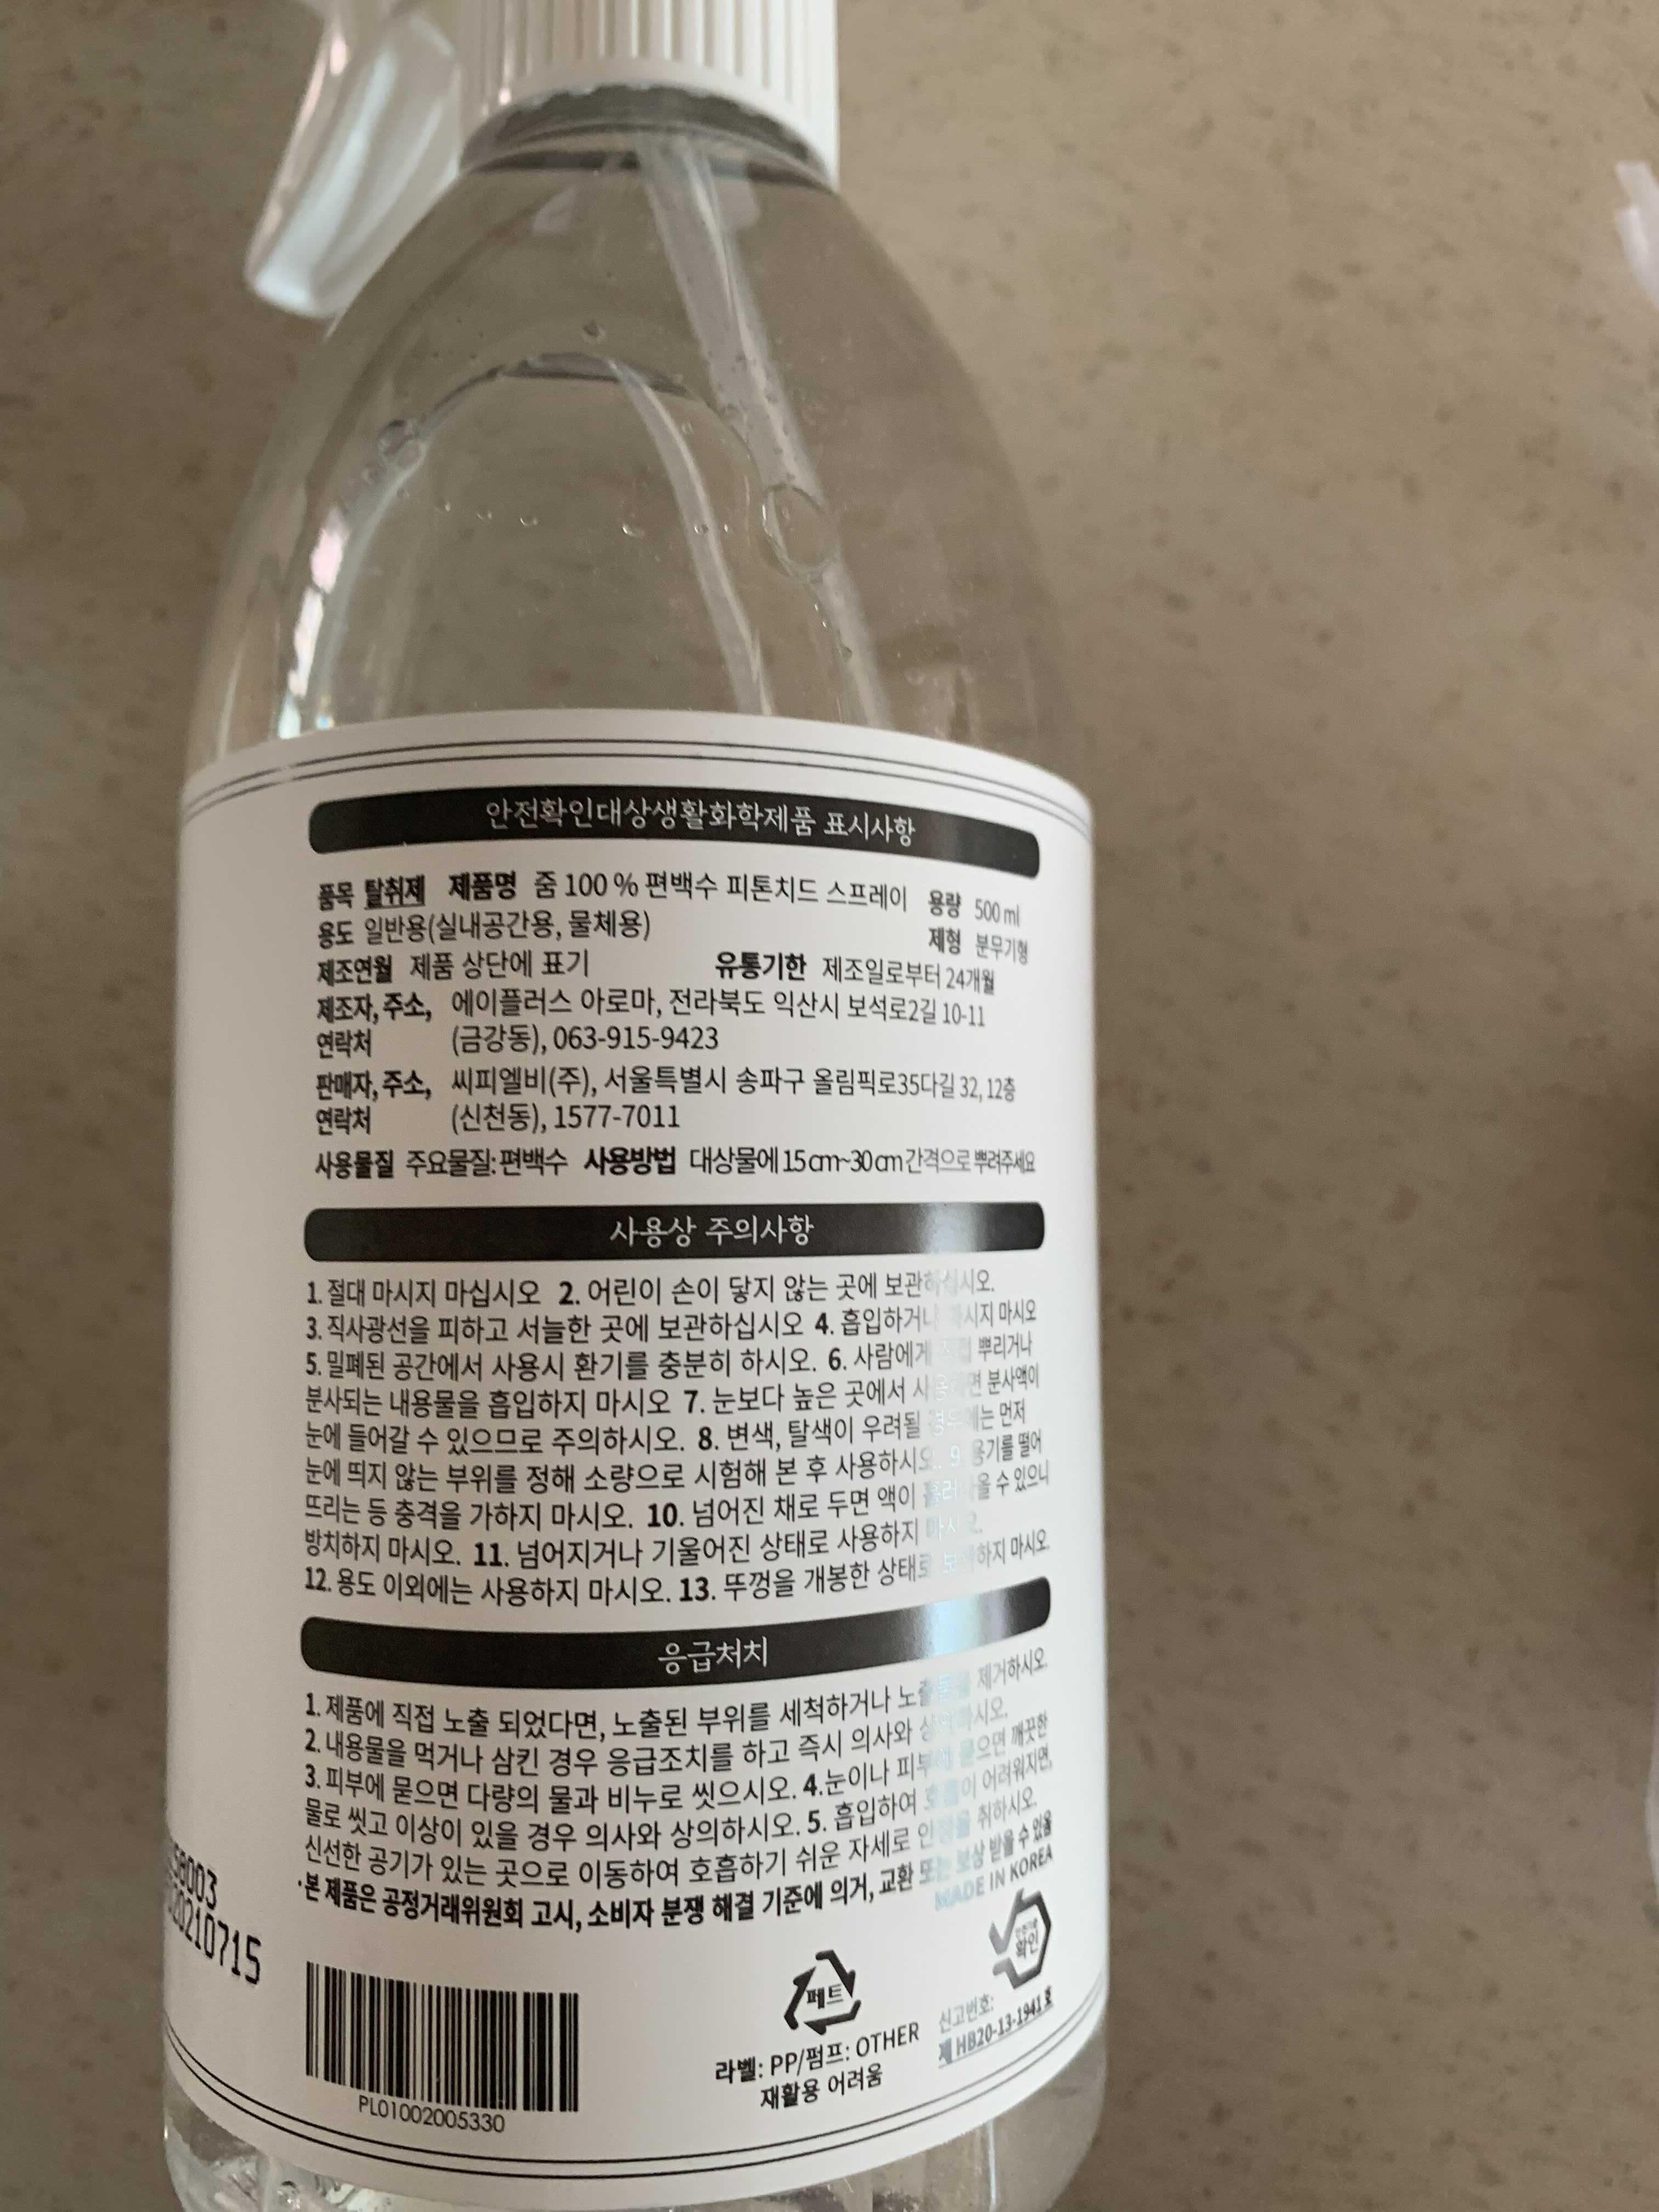 안전확인대상생활화학제품 표시사항
품목 탈취제 제품명 줌 100 % 편백수 피톤치드 스프레이 용량 500 ml
용도 일반용(실내공간용, 물체용) 제형 분무기형
제조연월 제품 상단에 표기 유통기한 제조일로부터 24개월
제조자, 주소, 에이플러스 아로마, 전라북도 익산시 보석로2길 10-11
연락처 (금강동), 063-915-9423
판매자, 주소, 씨피엘비(주), 서울특별시 송파구 올림픽로35다길 32, 12층
연락처 (신천동), 1577-7011
사용물질 주요물질: 편백수 사용방법 대상물에 15cm~30cm 간격으로 뿌려주세요
사용상 주의사항
1. 절대 마시지 마십시오 2. 어린이 손이 닿지 않는 곳에 보관하십시오.
3. 직사광선을 피하고 서늘한 곳에 보관하십시오 4. 흡입하거나 마시지 마시오
5. 밀폐된 공간에서 사용시 환기를 충분히 하시오. 6. 사람에게 직접 뿌리거나
분사되는 내용물을 흡입하지 마시오 7. 눈보다 높은 곳에서 사용하면 분사액이
눈에 들어갈 수 있으므로 주의하시오. 8. 변색, 탈색이 우려될 경우에는 먼저
눈에 띄지 않는 부위를 정해 소량으로 시험해 본 후 사용하시오. 9. 용기를 떨어
뜨리는 등 충격을 가하지 마시오. 10. 넘어진 채로 두면 액이 흘러나올 수 있으니
방치하지 마시오. 11. 넘어지거나 기울어진 상태로 사용하지 마시오.
12. 용도 이외에는 사용하지 마시오. 13. 뚜껑을 개봉한 상태로 보관하지 마시오.
응급처치
1. 제품에 직접 노출 되었다면, 노출된 부위를 세척하거나 노출원을 제거하시오.
2. 내용물을 먹거나 삼킨 경우 응급조치를 하고 즉시 의사와 상의하시오.
3. 피부에 묻으면 다량의 물과 비누로 씻으시오. 4. 눈이나 피부에 묻으면 깨끗한
물로 씻고 이상이 있을 경우 의사와 상의하시오. 5. 흡입하여 호흡이 어려워지면,
신선한 공기가 있는 곳으로 이동하여 호흡하기 쉬운 자세로 안정을 취하시오.
·본 제품은 공정거래위원회 고시, 소비자 분쟁 해결 기준에 의거, 교환 또는 보상 받을 수 있음
MADE IN KOREA
20210715
확인
페트
신고번호:
제 HB20-13-1941호
라벨: PP/펌프: OTHER
재활용 어려움
PL01002005330